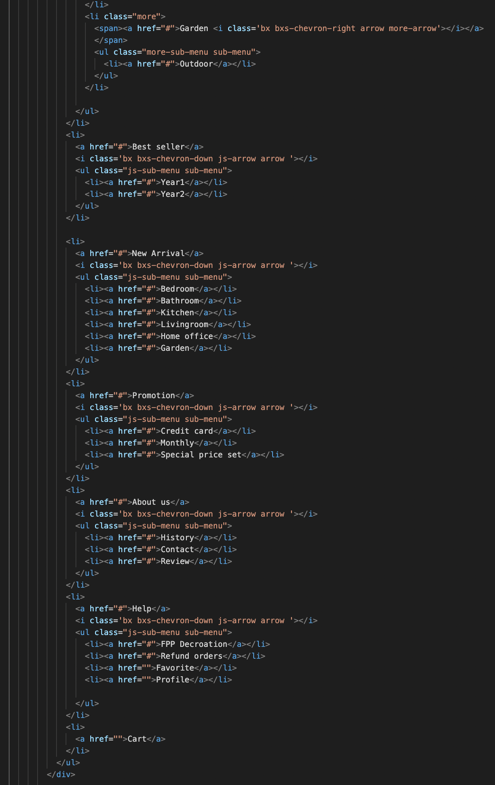 </li>
<li class="more">
<span><a href="#">Garden <i class='bx bxs-chevron-right arrow more-arrow'></i></a>
</span>
<ul class="more-sub-menu sub-menu">
<li><a href="#">Outdoor</a></li>
</ul>
</li>
</ul>
</li>
<li>
<a href="#">Best seller</a>
<i class='bx bxs-chevron-down js-arrow arrow '></i>
<ul class="js-sub-menu sub-menu">
<li><a href="#">Year1</a></li>
<li><a href="#">Year2</a></li>
</ul>
</li>
<li>
<a href="#">New Arrival</a>
<i class='bx bxs-chevron-down js-arrow arrow '></i>
<ul class="js-sub-menu sub-menu">
<li><a href="#">Bedroom</a></li>
<li><a href="#">Bathroom</a></li>
<li><a href="#">Kitchen</a></li>
<li><a href="#">Livingroom</a></li>
<li><a href="#">Home office</a></li>
<li><a href="#">Garden</a></li>
</ul>
</li>
<li>
<a href="#">Promotion</a>
<i class='bx bxs-chevron-down js-arrow arrow '></i>
<ul class="js-sub-menu sub-menu">
<li><a href="#">Credit card</a></li>
<li><a href="#">Monthly</a></li>
<li><a href="#">Special price set</a></li>
</ul>
</li>
<li>
<a href="#">About us</a>
<i class='bx bxs-chevron-down js-arrow arrow '></i>
<ul class="js-sub-menu sub-menu">
<li><a href="#">History</a></li>
<li><a href="#">Contact</a></li>
<li><a href="#">Review</a></li>
</ul>
</li>
<li>
<a href="#">Help</a>
<i class='bx bxs-chevron-down js-arrow arrow '></i>
<ul class="js-sub-menu sub-menu">
<li><a href="#">FPP Decroation</a></li>
<li><a href="#">Refund orders</a></li>
<li><a href="">Favorite</a></li>
<li><a href="">Profile</a></li>
</ul>
</li>
<li>
<a href="">Cart</a>
</li>
</ul>
</div>